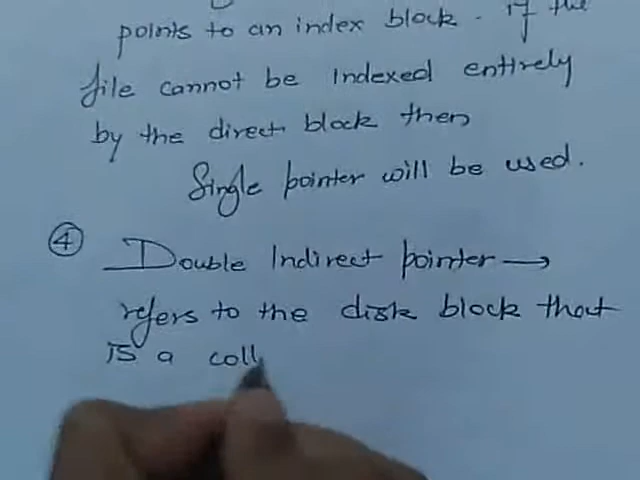 points to an index block. If the
file cannot be indexed entirely
by the direct block then
Single pointer will be used.
④ Double Indirect pointer →
refers to the disk block that
is a coll